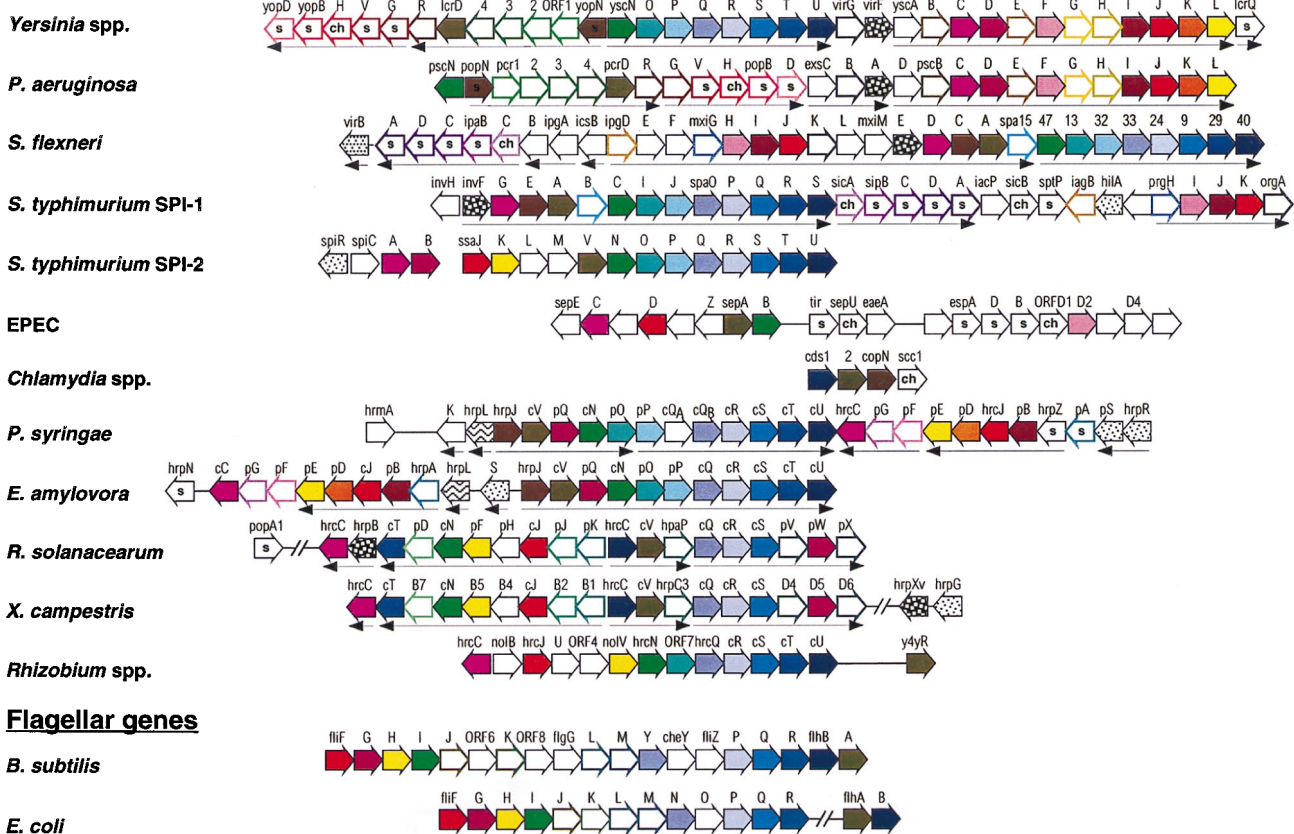 yopD yopB H V G R lcrD 4 3 2 ORF1 yopN yscN O P Q R S T U virG virF yscA B C D E F G H I J K L lcrQ
Yersinia spp. s s ch s s s s
pscN popN pcr1 2 3 4 pcrD R G V H popB D exsC B A D pscB C D E F G H I J K L
P. aeruginosa s s ch s s
virB A D C ipaB C B ipgA icsB ipgD E F mxiG H I J K L mxiM E D C A spa15 47 13 32 33 24 9 29 40
S. flexneri s s s s ch
invH invF G E A B C I J spaO P Q R S sicA sipB C D A iacP sicB sptP iagB hilA prgH I J K orgA
S. typhimurium SPI-1 ch s s s s ch s
spiR spiC A B ssaJ K L M V N O P Q R S T U
S. typhimurium SPI-2
sepE C D Z sepA B tir sepU eaeA espA D B ORFD1 D2 D4
EPEC s ch s s s ch
cds1 2 copN scc1
Chlamydia spp. ch
hrmA K hrpL hrpJ cV pQ cN pO pP cQA cQB cR cS cT cU hrcC pG pF pE pD hrcJ pB hrpZ pA pS hrpR
P. syringae s s
hrpN cC pG pF pE pD cJ pB hrpA hrpL S hrpJ cV pQ cN pO pP cQ cR cS cT cU
E. amylovora s
popA1 hrcC hrpB cT pD cN pF pH cJ pJ pK hrcC cV hpaP cQ cR cS pV pW pX
R. solanacearum s
hrcC cT B7 cN B5 B4 cJ B2 B1 hrcC cV hrpC3 cQ cR cS D4 D5 D6 hrpXv hrpG
X. campestris
hrcC nolB hrcJ U ORF4 nolV hrcN ORF7 hrcQ cR cS cT cU y4yR
Rhizobium spp.
Flagellar genes
fliF G H I J ORF6 K ORF8 flgG L M Y cheY fliZ P Q R flhB A
B. subtilis
fliF G H I J K L M N O P Q R flhA B
E. coli